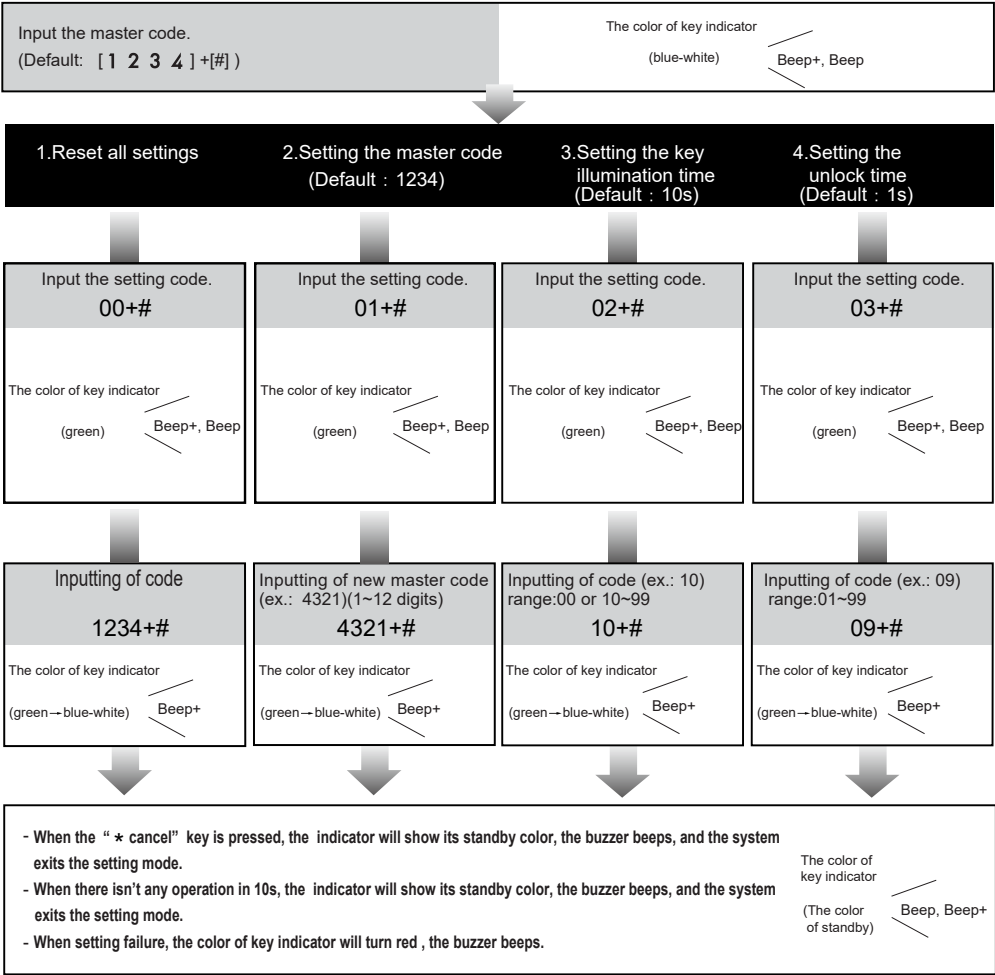 Input the master code.
(Default: [ 1 2 3 4 ] +[#] )
The color of key indicator
(blue-white)
Beep+, Beep
1.Reset all settings
2.Setting the master code
(Default : 1234)
3.Setting the key
illumination time
(Default : 10s)
4.Setting the
unlock time
(Default : 1s)
Input the setting code.
00+#
The color of key indicator
(green)
Beep+, Beep
Input the setting code.
01+#
The color of key indicator
(green)
Beep+, Beep
Input the setting code.
02+#
The color of key indicator
(green)
Beep+, Beep
Input the setting code.
03+#
The color of key indicator
(green)
Beep+, Beep
Inputting of code
1234+#
The color of key indicator
(green→blue-white)
Beep+
Inputting of new master code
(ex.: 4321)(1~12 digits)
4321+#
The color of key indicator
(green→blue-white)
Beep+
Inputting of code (ex.: 10)
range:00 or 10~99
10+#
The color of key indicator
(green→blue-white)
Beep+
Inputting of code (ex.: 09)
range:01~99
09+#
The color of key indicator
(green→blue-white)
Beep+
- When the “ * cancel” key is pressed, the indicator will show its standby color, the buzzer beeps, and the system
exits the setting mode.
- When there isn't any operation in 10s, the indicator will show its standby color, the buzzer beeps, and the system
exits the setting mode.
- When setting failure, the color of key indicator will turn red , the buzzer beeps.
The color of
key indicator
(The color
of standby)
Beep, Beep+